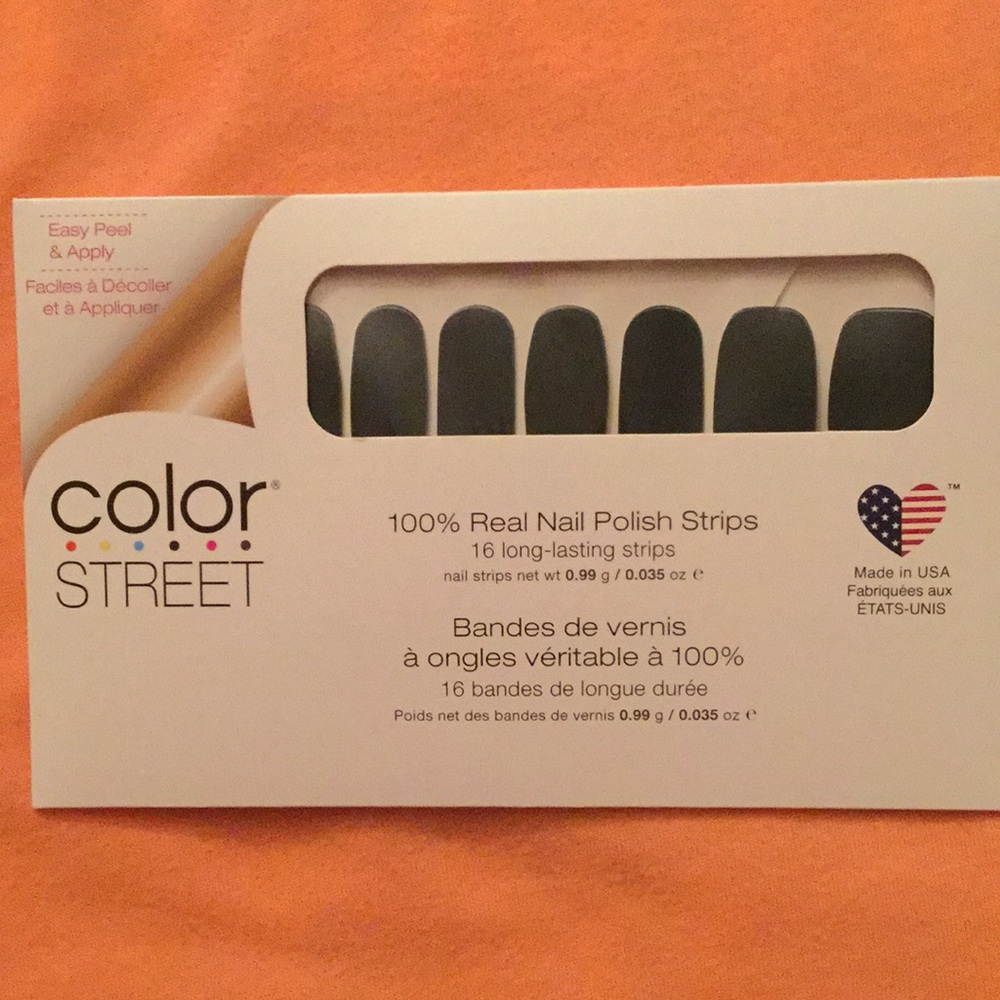 Easy Peel
& Apply
Faciles à Décoller
et à Appliquer
color®
STREET
100% Real Nail Polish Strips
16 long-lasting strips
nail strips net wt 0.99 g / 0.035 oz ℮
Bandes de vernis
à ongles véritable à 100%
16 bandes de longue durée
Poids net des bandes de vernis 0.99 g / 0.035 oz ℮
TM
Made in USA
Fabriquées aux
ÉTATS-UNIS